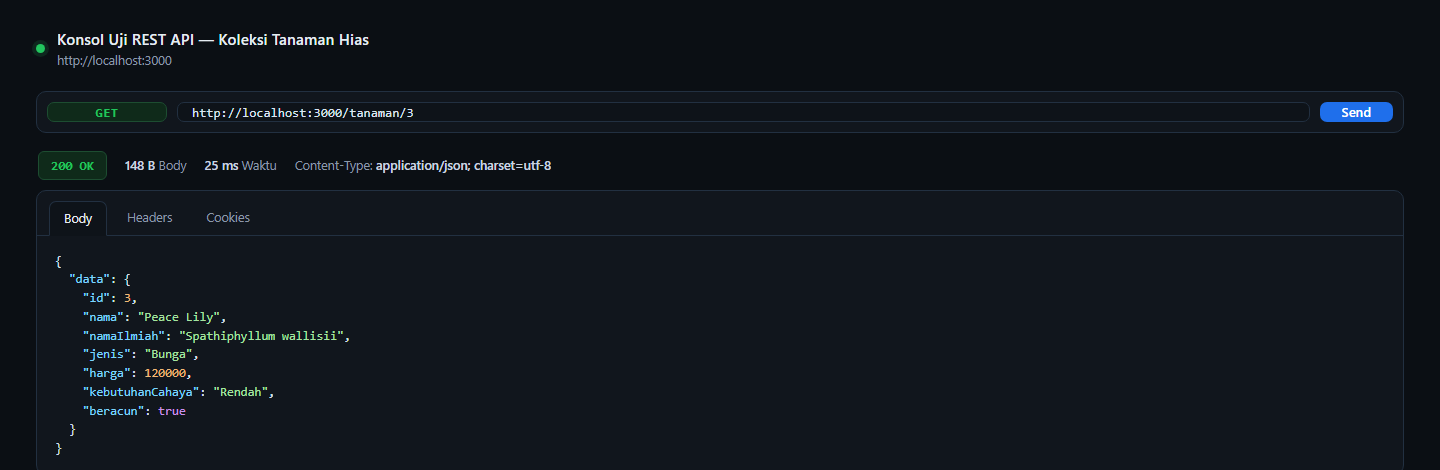 Konsol Uji REST API — Koleksi Tanaman Hias
http://localhost:3000
GET http://localhost:3000/tanaman/3 Send
200 OK 148 B Body 25 ms Waktu Content-Type: application/json; charset=utf-8
Body Headers Cookies
{
  "data": {
    "id": 3,
    "nama": "Peace Lily",
    "namaIlmiah": "Spathiphyllum wallisii",
    "jenis": "Bunga",
    "harga": 120000,
    "kebutuhanCahaya": "Rendah",
    "beracun": true
  }
}